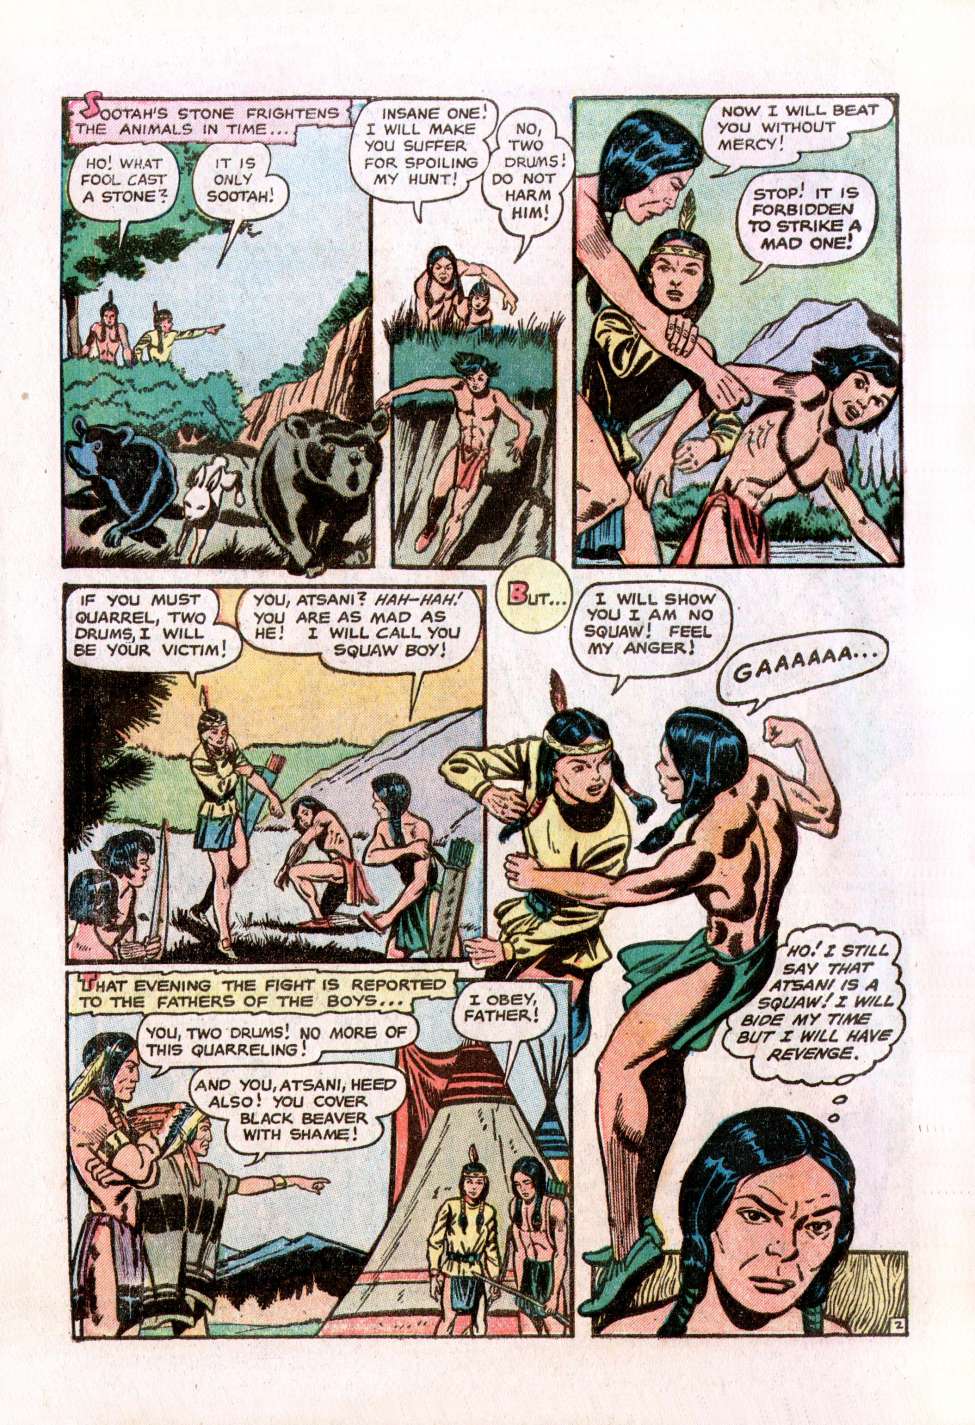 SOOTAH'S STONE FRIGHTENS
THE ANIMALS IN TIME...
HO! WHAT
FOOL CAST
A STONE?
IT IS
ONLY
SOOTAH!
INSANE ONE!
I WILL MAKE
YOU SUFFER
FOR SPOILING
MY HUNT!
NO,
TWO
DRUMS!
DO NOT
HARM
HIM!
NOW I WILL BEAT
YOU WITHOUT
MERCY!
STOP! IT IS
FORBIDDEN
TO STRIKE A
MAD ONE!
IF YOU MUST
QUARREL, TWO
DRUMS, I WILL
BE YOUR VICTIM!
YOU, ATSANI? HAH-HAH!
YOU ARE AS MAD AS
HE! I WILL CALL YOU
SQUAW BOY!
BUT...
I WILL SHOW
YOU I AM NO
SQUAW! FEEL
MY ANGER!
GAAAAAA...
THAT EVENING THE FIGHT IS REPORTED
TO THE FATHERS OF THE BOYS...
YOU, TWO DRUMS! NO MORE OF
THIS QUARRELING!
AND YOU, ATSANI, HEED
ALSO! YOU COVER
BLACK BEAVER
WITH SHAME!
I OBEY,
FATHER!
HO! I STILL
SAY THAT
ATSANI IS A
SQUAW! I WILL
BIDE MY TIME
BUT I WILL HAVE
REVENGE.
2